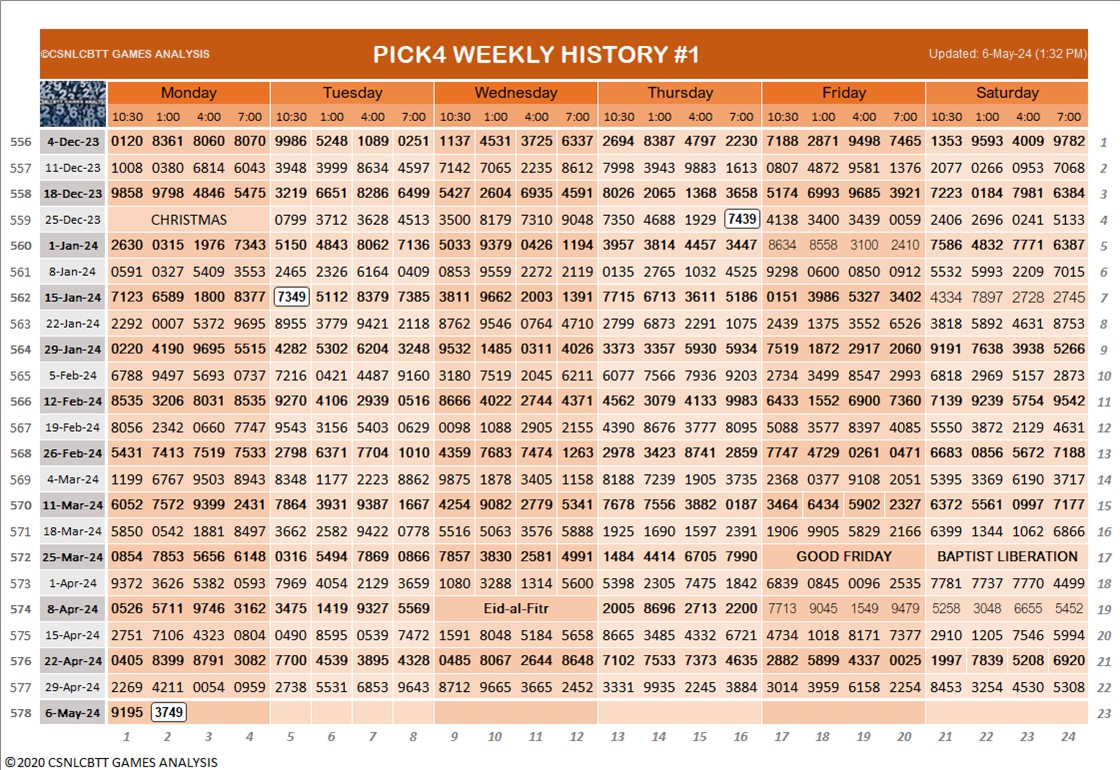 ©CSNLCBTT GAMES ANALYSIS PICK4 WEEKLY HISTORY #1 Updated: 6-May-24 (1:32 PM)
Monday Tuesday Wednesday Thursday Friday Saturday
10:30 1:00 4:00 7:00 10:30 1:00 4:00 7:00 10:30 1:00 4:00 7:00 10:30 1:00 4:00 7:00 10:30 1:00 4:00 7:00 10:30 1:00 4:00 7:00
556 4-Dec-23 0120 8361 8060 8070 9986 5248 1089 0251 1137 4531 3725 6337 2694 8387 4797 2230 7188 2871 9498 7465 1353 9593 4009 9782 1
557 11-Dec-23 1008 0380 6814 6043 3948 3999 8634 4597 7142 7065 2235 8612 7998 3943 9883 1613 0807 4872 9581 1376 2077 0266 0953 7068 2
558 18-Dec-23 9858 9798 4846 5475 3219 6651 8286 6499 5427 2604 6935 4591 8026 2065 1368 3658 5174 6993 9685 3921 7223 0184 7981 6384 3
559 25-Dec-23 CHRISTMAS 0799 3712 3628 4513 3500 8179 7310 9048 7350 4688 1929 7439 4138 3400 3439 0059 2406 2696 0241 5133 4
560 1-Jan-24 2630 0315 1976 7343 5150 4843 8062 7136 5033 9379 0426 1194 3957 3814 4457 3447 8634 8558 3100 2410 7586 4832 7771 6387 5
561 8-Jan-24 0591 0327 5409 3553 2465 2326 6164 0409 0853 9559 2272 2119 0135 2765 1032 4525 9298 0600 0850 0912 5532 5993 2209 7015 6
562 15-Jan-24 7123 6589 1800 8377 7349 5112 8379 7385 3811 9662 2003 1391 7715 6713 3611 5186 0151 3986 5327 3402 4334 7897 2728 2745 7
563 22-Jan-24 2292 0007 5372 9695 8955 3779 9421 2118 8762 9546 0764 4710 2799 6873 2291 1075 2439 1375 3552 6526 3818 5892 4631 8753 8
564 29-Jan-24 0220 4190 9695 5515 4282 5302 6204 3248 9532 1485 0311 4026 3373 3357 5930 5934 7519 1872 2917 2060 9191 7638 3938 5266 9
565 5-Feb-24 6788 9497 5693 0737 7216 0421 4487 9160 3180 7519 2045 6211 6077 7566 7936 9203 2734 3499 8547 2993 6818 2969 5157 2873 10
566 12-Feb-24 8535 3206 8031 8535 9270 4106 2939 0516 8666 4022 2744 4371 4562 3079 4133 9983 6433 1552 6900 7360 7139 9239 5754 9542 11
567 19-Feb-24 8056 2342 0660 7747 9543 3156 5403 0629 0098 1088 2905 2155 4390 8676 3777 8095 5088 3577 8397 4085 5550 3872 2129 4631 12
568 26-Feb-24 5431 7413 7519 7533 2798 6371 7704 1010 4359 7683 7474 1263 2978 3423 8741 2859 7747 4729 0261 0471 6683 0856 5672 7188 13
569 4-Mar-24 1199 6767 9503 8943 8348 1177 2223 8862 9875 1878 3405 1158 8188 7239 1905 3735 2368 0377 9108 2051 5395 3369 6190 3717 14
570 11-Mar-24 6052 7572 9399 2431 7864 3931 9387 1667 4254 9082 2779 5341 7678 7556 3882 0187 3464 6434 5902 2327 6372 5561 0997 7177 15
571 18-Mar-24 5850 0542 1881 8497 3662 2582 9422 0778 5516 5063 3576 5888 1925 1690 1597 2391 1906 9905 5829 2166 6399 1344 1062 6866 16
572 25-Mar-24 0854 7853 5656 6148 0316 5494 7869 0866 7857 3830 2581 4991 1484 4414 6705 7990 GOOD FRIDAY BAPTIST LIBERATION 17
573 1-Apr-24 9372 3626 5382 0593 7969 4054 2129 3659 1080 3288 1314 5600 5398 2305 7475 1842 6839 0845 0096 2535 7781 7737 7770 4499 18
574 8-Apr-24 0526 5711 9746 3162 3475 1419 9327 5569 Eid-al-Fitr 2005 8696 2713 2200 7713 9045 1549 9479 5258 3048 6655 5452 19
575 15-Apr-24 2751 7106 4323 0804 0490 8595 0539 7472 1591 8048 5184 5658 8665 3485 4332 6721 4734 1018 8171 7377 2910 1205 7546 5994 20
576 22-Apr-24 0405 8399 8791 3082 7700 4539 3895 4328 0485 8067 2644 8648 7102 7533 7373 4635 2882 5899 4337 0025 1997 7839 5208 6920 21
577 29-Apr-24 2269 4211 0054 0959 2738 5531 6853 9643 8712 9665 3665 2452 3331 9935 2245 3884 3014 3959 6158 2254 8453 3254 4530 5308 22
578 6-May-24 9195 3749 23
1 2 3 4 5 6 7 8 9 10 11 12 13 14 15 16 17 18 19 20 21 22 23 24
©2020 CSNLCBTT GAMES ANALYSIS